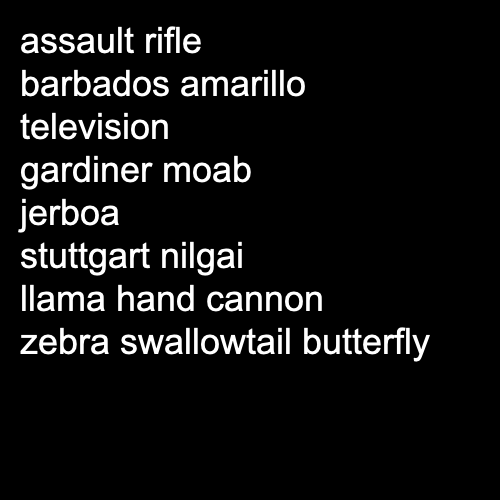 assault rifle
barbados amarillo
television
gardiner moab
jerboa
stuttgart nilgai
llama hand cannon
zebra swallowtail butterfly